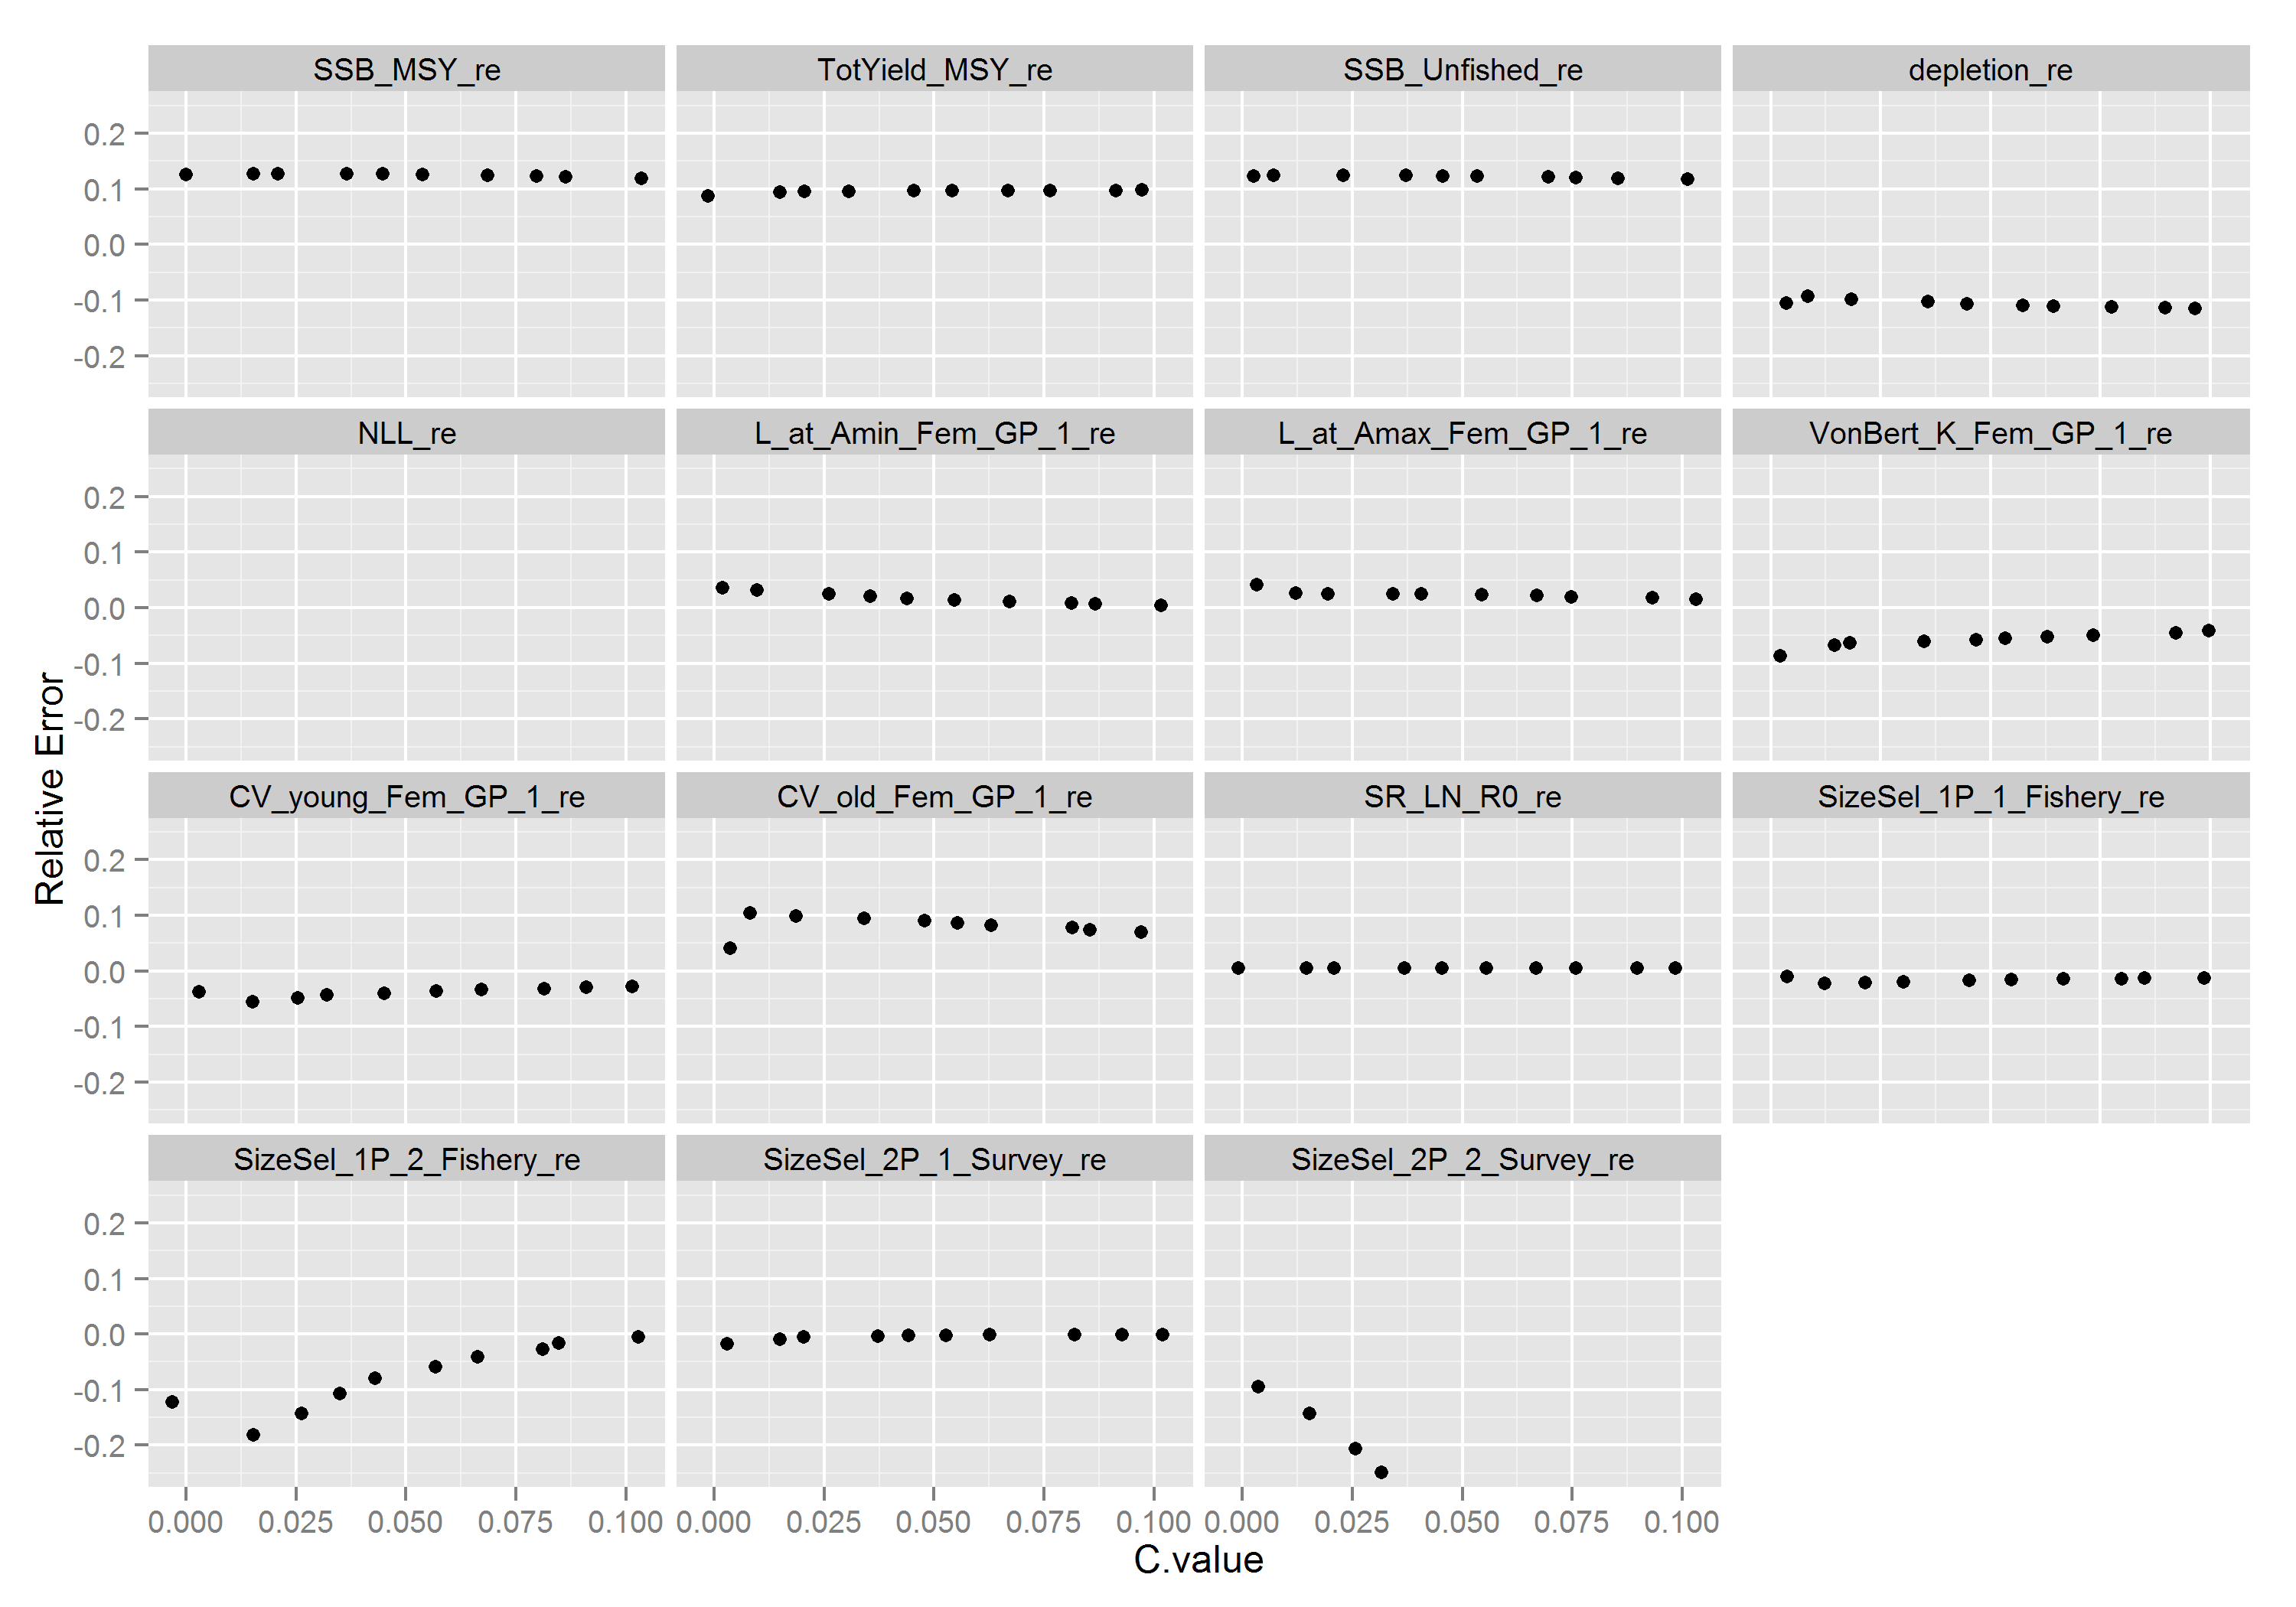 SSB_MSY_re TotYield_MSY_re SSB_Unfished_re depletion_re
0.2
0.1
0.0
-0.1
-0.2
NLL_re L_at_Amin_Fem_GP_1_re L_at_Amax_Fem_GP_1_re VonBert_K_Fem_GP_1_re
0.2
0.1
0.0
-0.1
-0.2
Relative Error
CV_young_Fem_GP_1_re CV_old_Fem_GP_1_re SR_LN_R0_re SizeSel_1P_1_Fishery_re
0.2
0.1
0.0
-0.1
-0.2
SizeSel_1P_2_Fishery_re SizeSel_2P_1_Survey_re SizeSel_2P_2_Survey_re
0.2
0.1
0.0
-0.1
-0.2
0.000 0.025 0.050 0.075 0.100 0.000 0.025 0.050 0.075 0.100 0.000 0.025 0.050 0.075 0.100
C.value